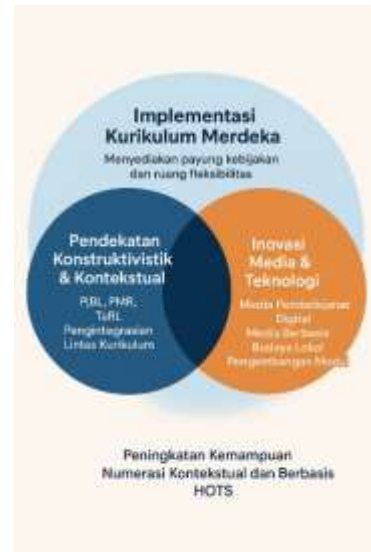 Implementasi
Kurikulum Merdeka
Menyediakan payung kebijakan
dan ruang fleksibilitas
Pendekatan
Konstruktivistik
& Kontekstual
PjBL, PMR,
TaRL
Pengintegrasian
Lintas Kurikulum
Inovasi
Media &
Teknologi
Media Pembelajaran
Digital
Media Berbasis
Budaya Lokal
Pengembangan Modul
Peningkatan Kemampuan
Numerasi Kontekstual dan Berbasis
HOTS